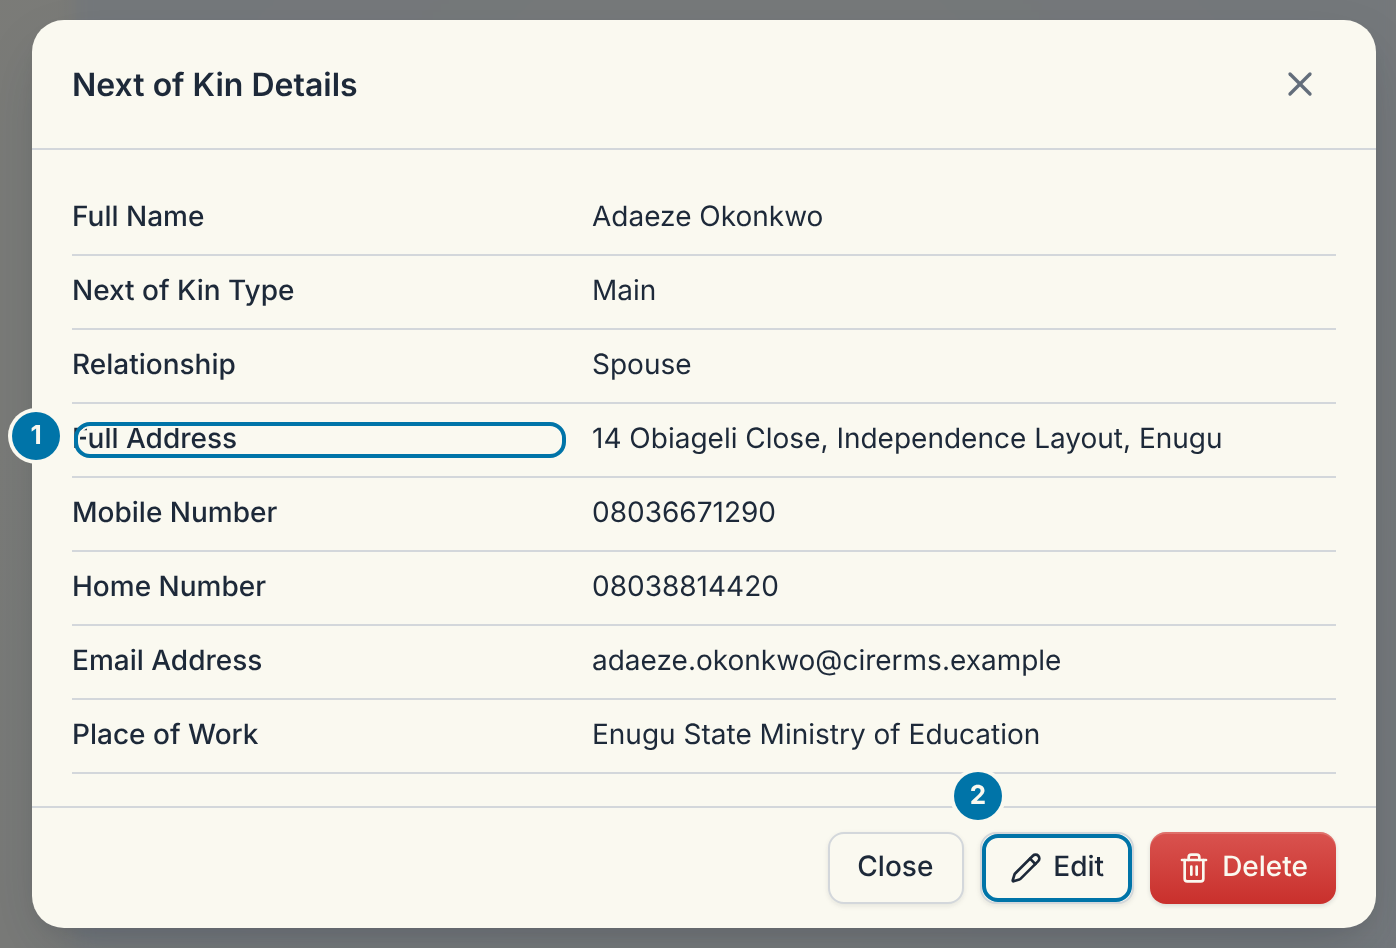 Next of Kin Details
Full Name Adaeze Okonkwo
Next of Kin Type Main
Relationship Spouse
1 Full Address 14 Obiageli Close, Independence Layout, Enugu
Mobile Number 08036671290
Home Number 08038814420
Email Address adaeze.okonkwo@cirerms.example
Place of Work Enugu State Ministry of Education
2
Close Edit Delete